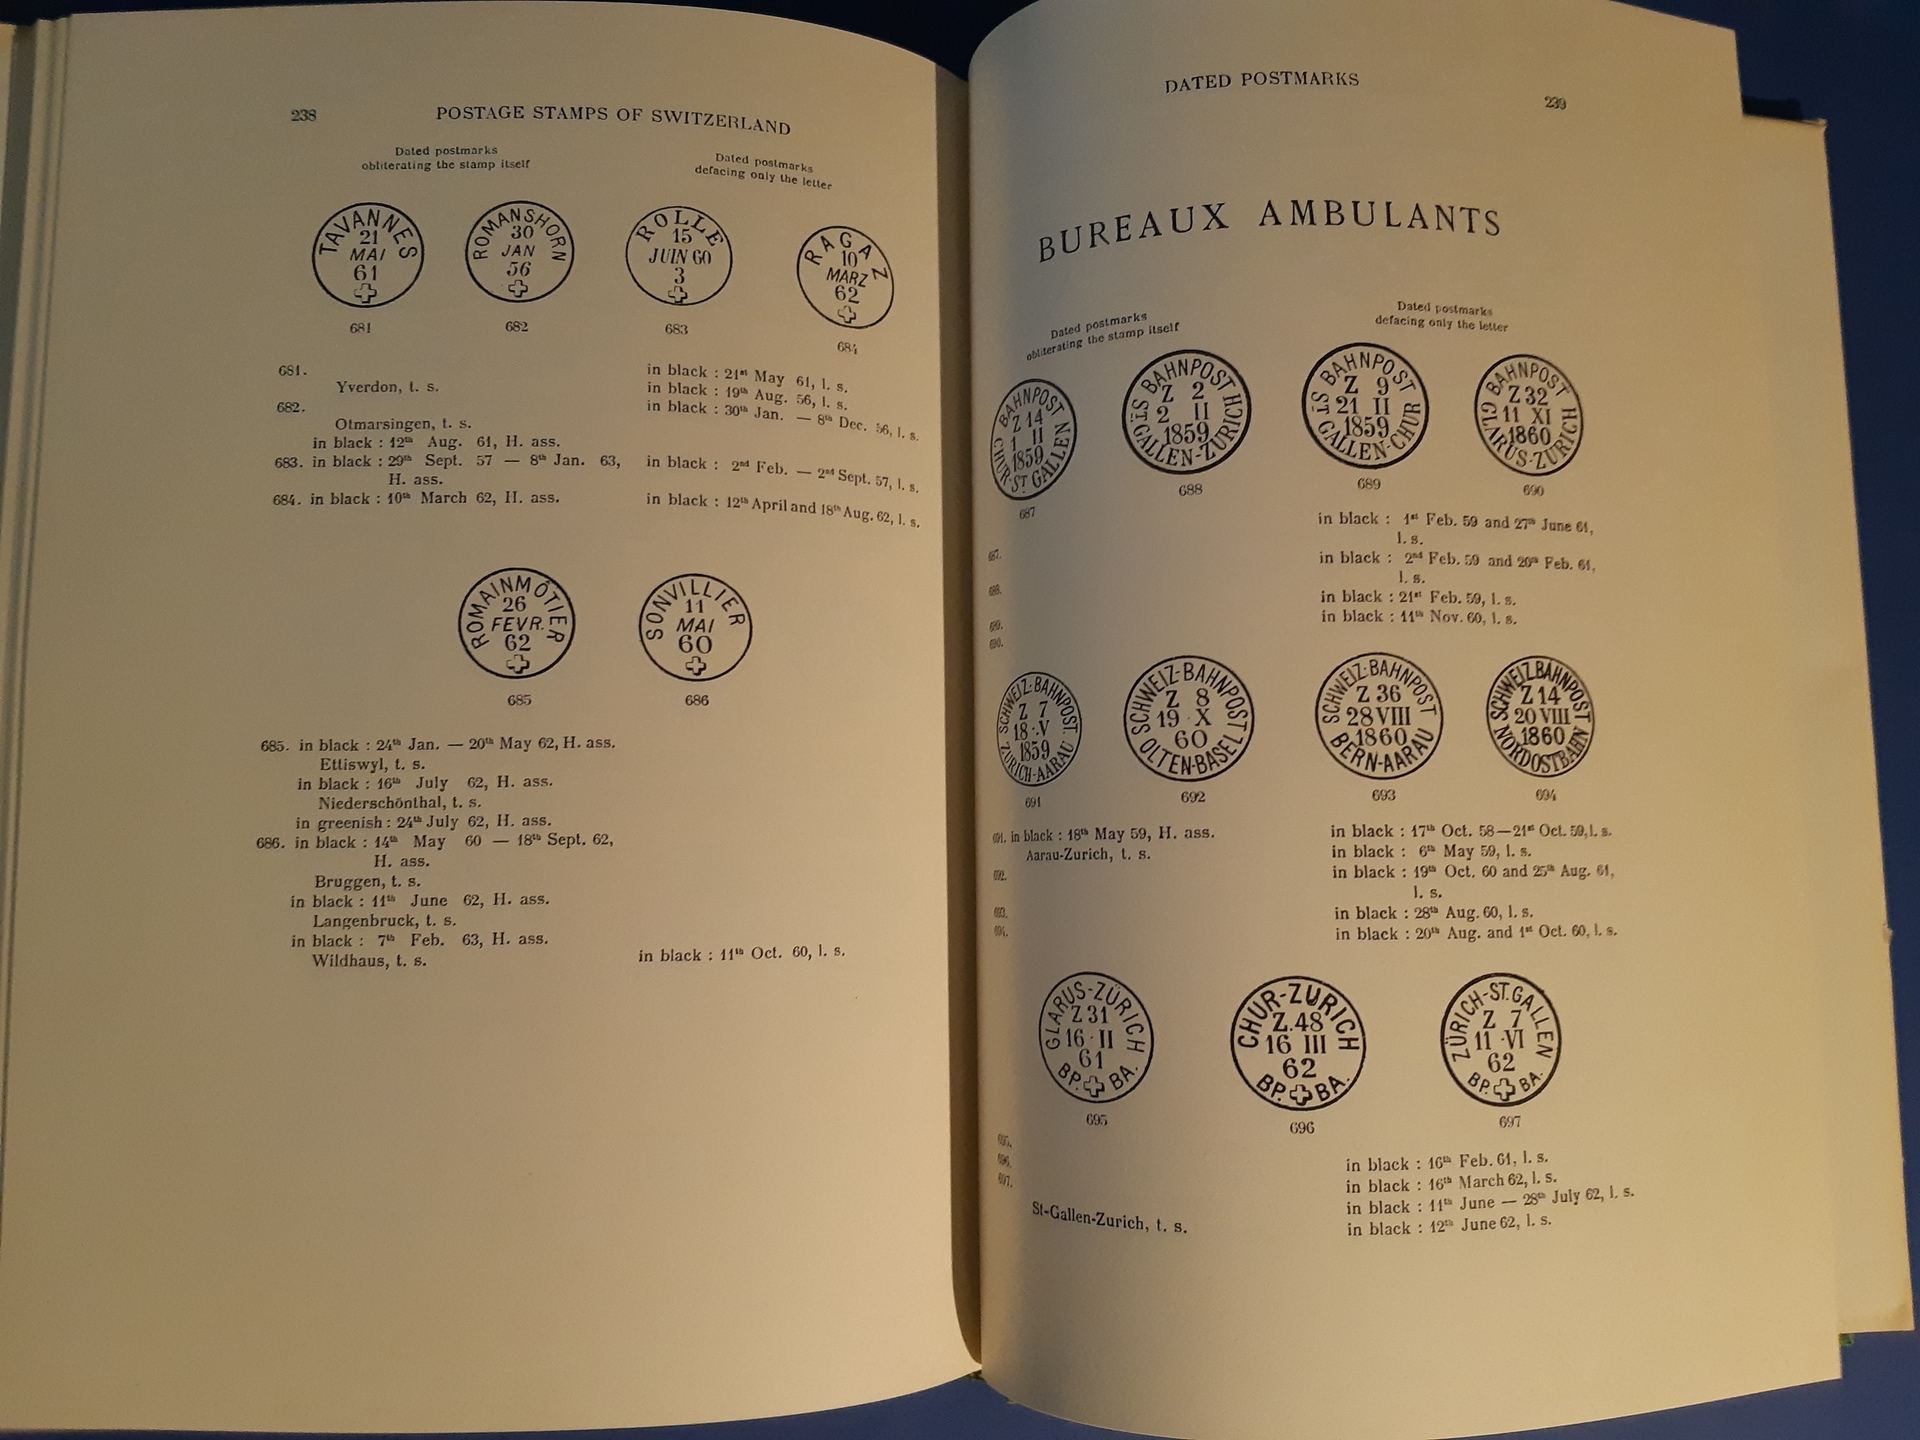 238
POSTAGE STAMPS OF SWITZERLAND
Dated postmarks
obliterating the stamp itself
Dated postmarks
defacing only the letter
TAVANNES
21
MAI
61
681
ROMANSHORN
30
JAN
56
682
ROLLE
15
JUIN 60
3
683
RAGAZ
10
MARZ
62
684
681.
in black : 21st May 61, l. s.
Yverdon, t. s.
in black : 19th Aug. 56, l. s.
682.
in black : 30th Jan. — 8th Dec. 56, l. s.
Otmarsingen, t. s.
in black : 12th Aug. 61, H. ass.
683. in black : 29th Sept. 57 — 8th Jan. 63,
H. ass.
in black : 2nd Feb. — 2nd Sept. 57, l. s.
684. in black : 10th March 62, H. ass.
in black : 12th April and 18th Aug. 62, l. s.
ROMAINMÔTIER
26
FEVR.
62
685
SONVILLIER
11
MAI
60
686
685. in black : 24th Jan. — 20th May 62, H. ass.
Ettiswyl, t. s.
in black : 16th July 62, H. ass.
Niederschönthal, t. s.
in greenish : 24th July 62, H. ass.
686. in black : 14th May 60 — 18th Sept. 62,
H. ass.
Bruggen, t. s.
in black : 11th June 62, H. ass.
Langenbruck, t. s.
in black : 7th Feb. 63, H. ass.
Wildhaus, t. s.
in black : 11th Oct. 60, l. s.
DATED POSTMARKS
239
BUREAUX AMBULANTS
Dated postmarks
obliterating the stamp itself
Dated postmarks
defacing only the letter
BAHNPOST
Z 14
1 II
1859
CHUR-ST GALLEN
687
BAHNPOST
Z 2
2 II
1859
ST. GALLEN-ZURICH
688
BAHNPOST
Z 9
21 II
1859
ST. GALLEN-CHUR
689
BAHNPOST
Z 32
11 XI
1860
GLARUS-ZURICH
690
687.
in black : 1st Feb. 59 and 27th June 61,
l. s.
688.
in black : 2nd Feb. 59 and 20th Feb. 61,
l. s.
689.
in black : 21st Feb. 59, l. s.
690.
in black : 11th Nov. 60, l. s.
SCHWEIZ-BAHNPOST.
Z 7
18·V
1859
ZURICH-AARAU
691
SCHWEIZ-BAHNPOST
Z 8
19·X
60
OLTEN-BASEL
692
SCHWEIZ-BAHNPOST
Z 36
28 VIII
1860
BERN-AARAU
693
SCHWEIZ.BAHNPOST
Z 14
20 VIII
1860
NORDOSTBAHN
694
691. in black : 18th May 59, H. ass.
in black : 17th Oct. 58—21st Oct. 59, l. s.
Aarau-Zurich, t. s.
in black : 6th May 59, l. s.
692.
in black : 19th Oct. 60 and 25th Aug. 61,
l. s.
693.
in black : 28th Aug. 60, l. s.
694.
in black : 20th Aug. and 1st Oct. 60, l. s.
GLARUS-ZÜRICH
Z 31
16·II
61
BP. BA.
695
CHUR-ZURICH
Z.48
16 III
62
BP. BA.
696
ZÜRICH-ST.GALLEN
Z 7
11·VI
62
BP. BA.
697
695.
in black : 16th Feb. 61, l. s.
696.
in black : 16th March 62, l. s.
697.
in black : 11th June — 28th July 62, l. s.
St-Gallen-Zurich, t. s.
in black : 12th June 62, l. s.